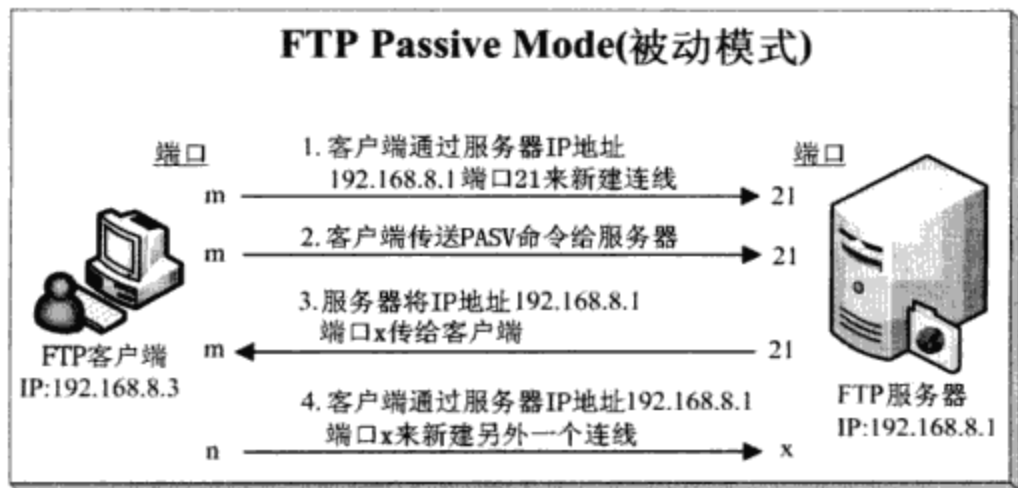 FTP Passive Mode(被动模式)
端口
端口
1. 客户端通过服务器IP地址
192.168.8.1端口21来新建连线
m
21
2. 客户端传送PASV命令给服务器
m
21
3.服务器将IP地址192.168.8.1
端口x传给客户端
m
21
FTP客户端
IP:192.168.8.3
FTP服务器
IP:192.168.8.1
4. 客户端通过服务器IP地址192.168.8.1
端口x来新建另外一个连线
n
x